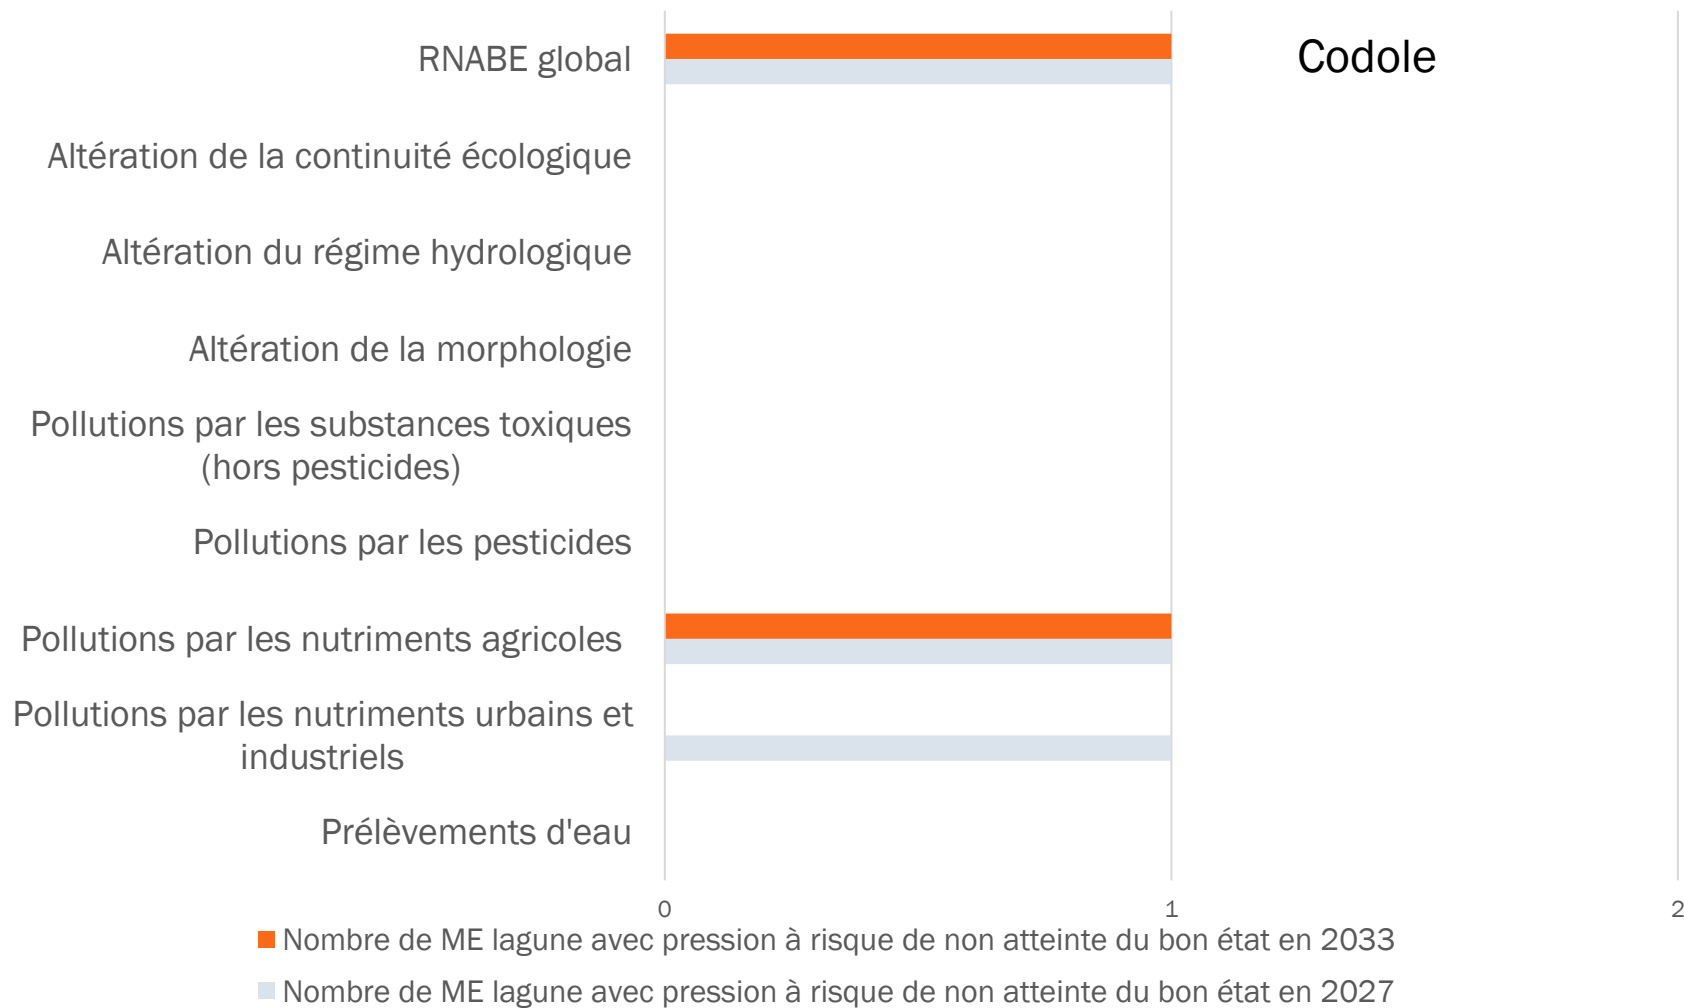 RNABE global
Codole
Altération de la continuité écologique
Altération du régime hydrologique
Altération de la morphologie
Pollutions par les substances toxiques
(hors pesticides)
Pollutions par les pesticides
Pollutions par les nutriments agricoles
Pollutions par les nutriments urbains et
industriels
Prélèvements d'eau
0 1 2
Nombre de ME lagune avec pression à risque de non atteinte du bon état en 2033
Nombre de ME lagune avec pression à risque de non atteinte du bon état en 2027